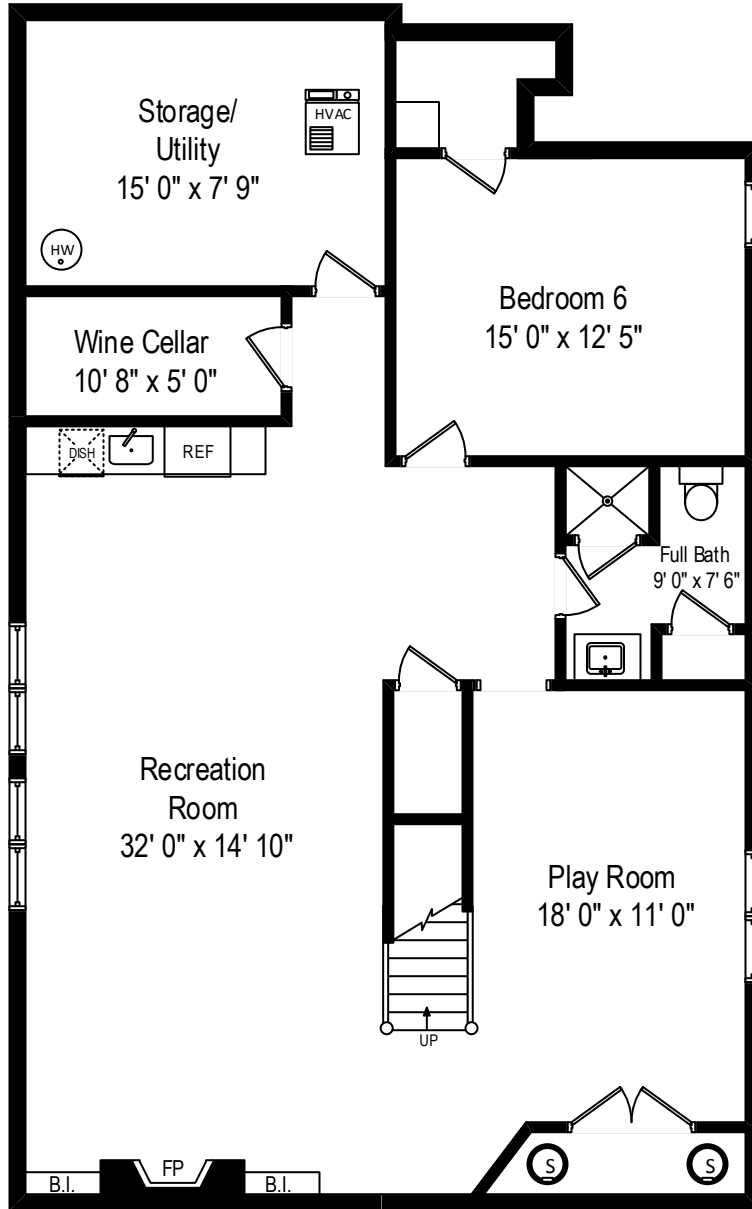 Storage/
Utility
15' 0" x 7' 9"
HVAC
HW
Wine Cellar
10' 8" x 5' 0"
Bedroom 6
15' 0" x 12' 5"
DISH
REF
Full Bath
9' 0" x 7' 6"
Recreation
Room
32' 0" x 14' 10"
Play Room
18' 0" x 11' 0"
UP
FP
B.I.
B.I.
S
S